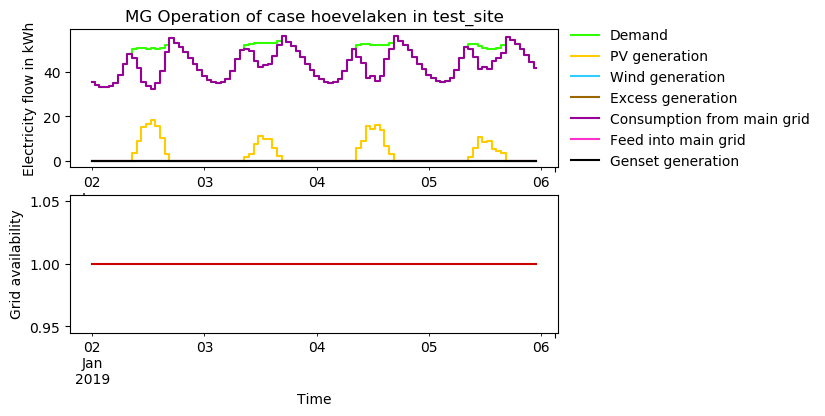 MG Operation of case hoevelaken in test_site
Electricity flow in kWh
40
20
0
02
03
04
05
06
Demand
PV generation
Wind generation
Excess generation
Consumption from main grid
Feed into main grid
Genset generation
Grid availability
1.05
1.00
0.95
02
03
04
05
06
Jan
2019
Time